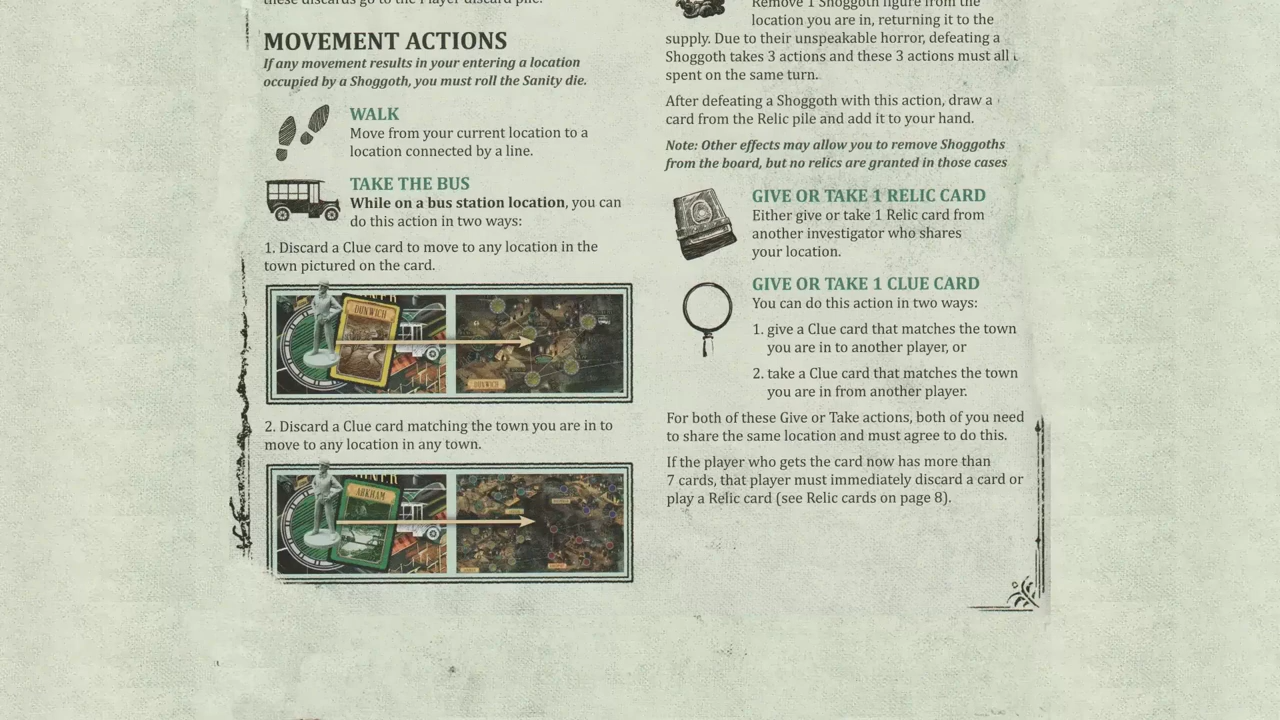 these discards go to the Player discard pile.
MOVEMENT ACTIONS
If any movement results in your entering a location
occupied by a Shoggoth, you must roll the Sanity die.
WALK
Move from your current location to a
location connected by a line.
TAKE THE BUS
While on a bus station location, you can
do this action in two ways:
1. Discard a Clue card to move to any location in the
town pictured on the card.
DUNWICH
DUNWICH
2. Discard a Clue card matching the town you are in to
move to any location in any town.
ARKHAM
Remove 1 Shoggoth figure from the
location you are in, returning it to the
supply. Due to their unspeakable horror, defeating a
Shoggoth takes 3 actions and these 3 actions must all
spent on the same turn.
After defeating a Shoggoth with this action, draw a
card from the Relic pile and add it to your hand.
Note: Other effects may allow you to remove Shoggoths
from the board, but no relics are granted in those cases
GIVE OR TAKE 1 RELIC CARD
Either give or take 1 Relic card from
another investigator who shares
your location.
GIVE OR TAKE 1 CLUE CARD
You can do this action in two ways:
1. give a Clue card that matches the town
you are in to another player, or
2. take a Clue card that matches the town
you are in from another player.
For both of these Give or Take actions, both of you need
to share the same location and must agree to do this.
If the player who gets the card now has more than
7 cards, that player must immediately discard a card or
play a Relic card (see Relic cards on page 8).